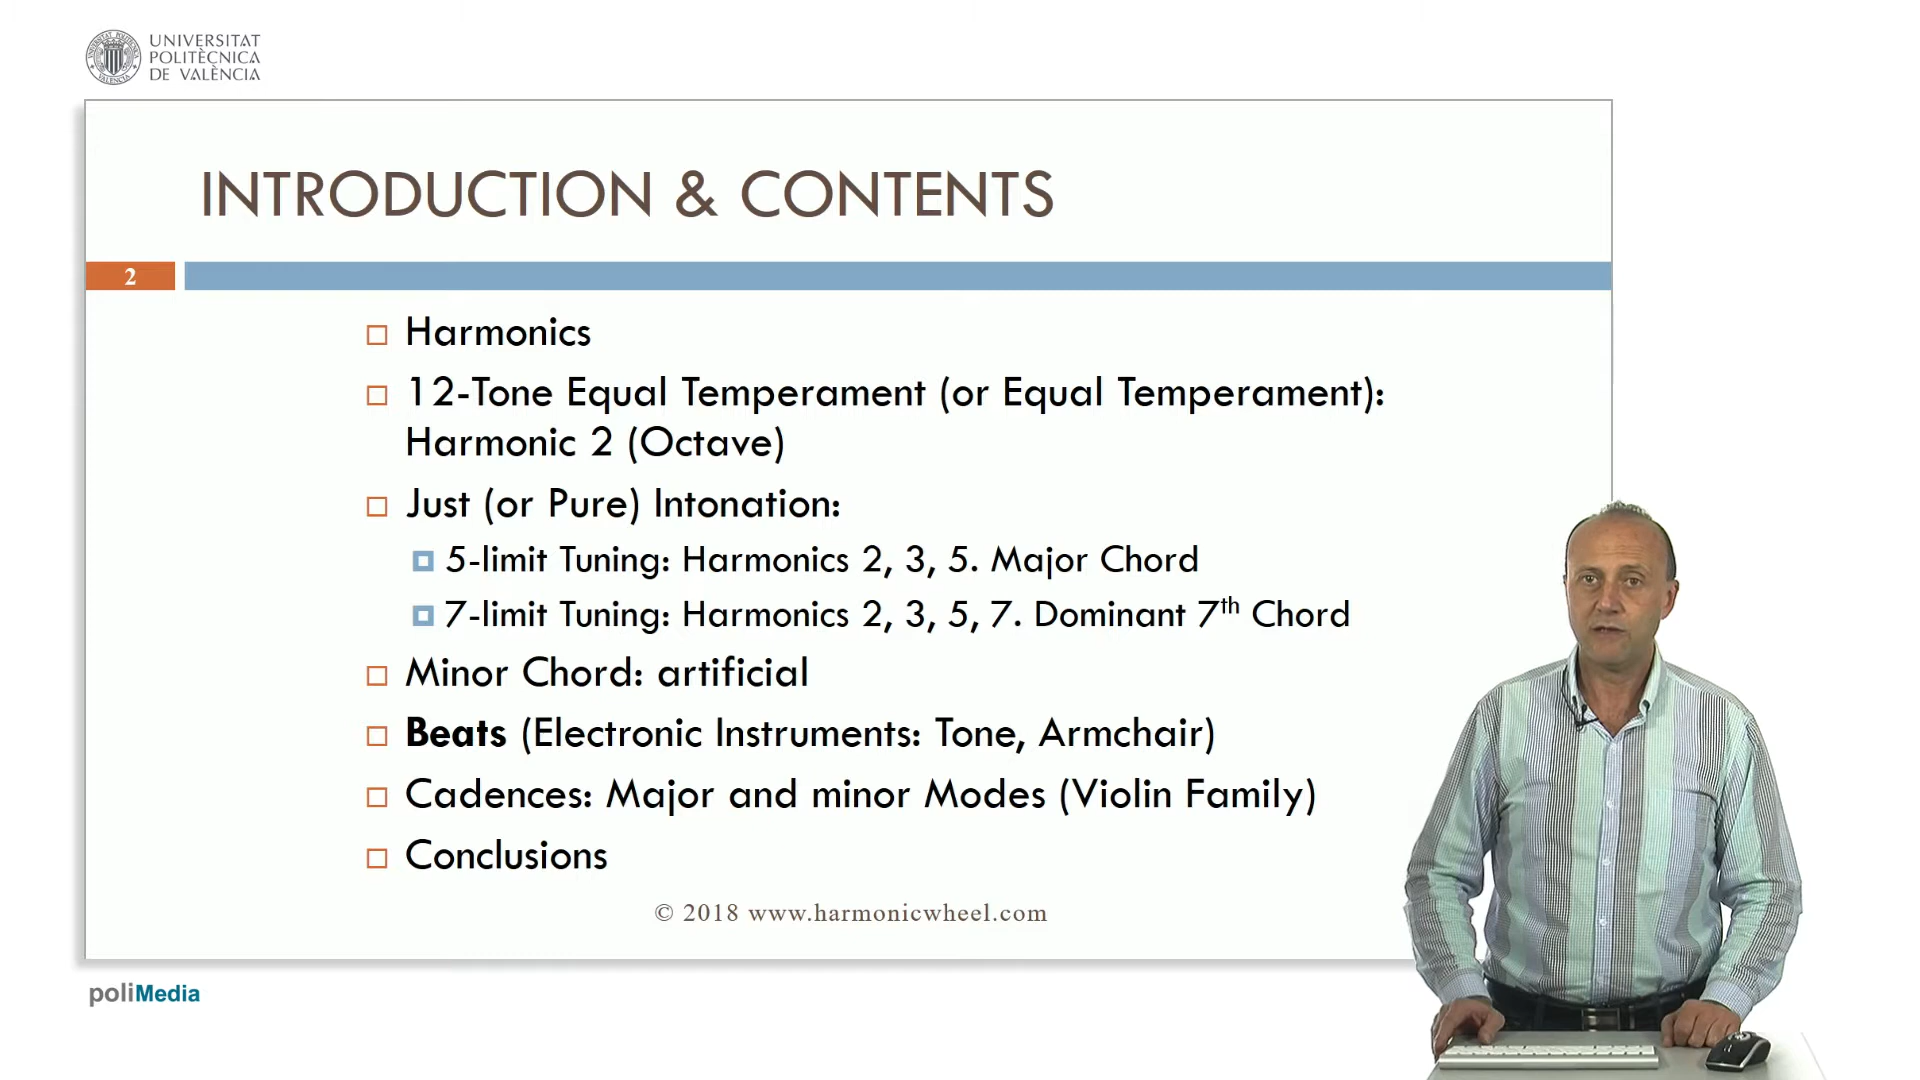 UNIVERSITAT
POLITÈCNICA
DE VALÈNCIA
INTRODUCTION & CONTENTS
2
Harmonics
12-Tone Equal Temperament (or Equal Temperament):
Harmonic 2 (Octave)
Just (or Pure) Intonation:
5-limit Tuning: Harmonics 2, 3, 5. Major Chord
7-limit Tuning: Harmonics 2, 3, 5, 7. Dominant 7th Chord
Minor Chord: artificial
Beats (Electronic Instruments: Tone, Armchair)
Cadences: Major and minor Modes (Violin Family)
Conclusions
© 2018 www.harmonicwheel.com
poliMedia